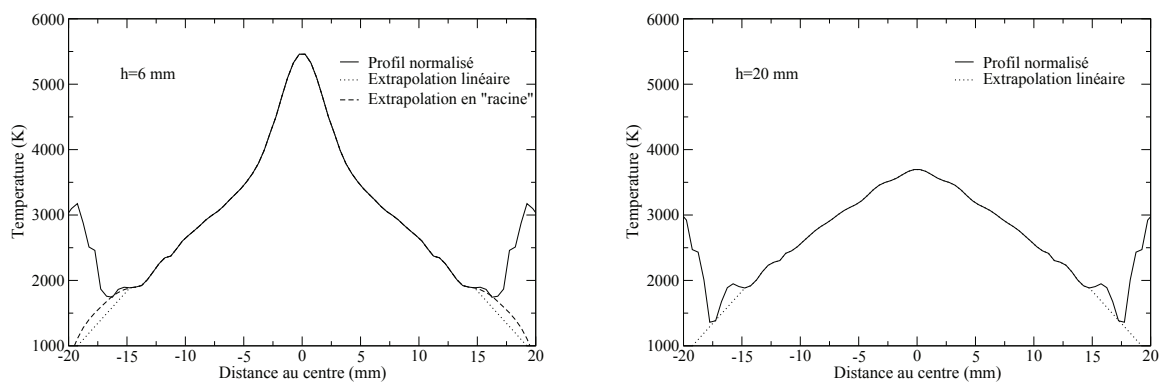 6000
5000
4000
3000
2000
1000
Temperature (K)
h=6 mm
Profil normalisé
Extrapolation linéaire
Extrapolation en "racine"
-20 -15 -10 -5 0 5 10 15 20
Distance au centre (mm)
6000
5000
4000
3000
2000
1000
Temperature (K)
h=20 mm
Profil normalisé
Extrapolation linéaire
-20 -15 -10 -5 0 5 10 15 20
Distance au centre (mm)